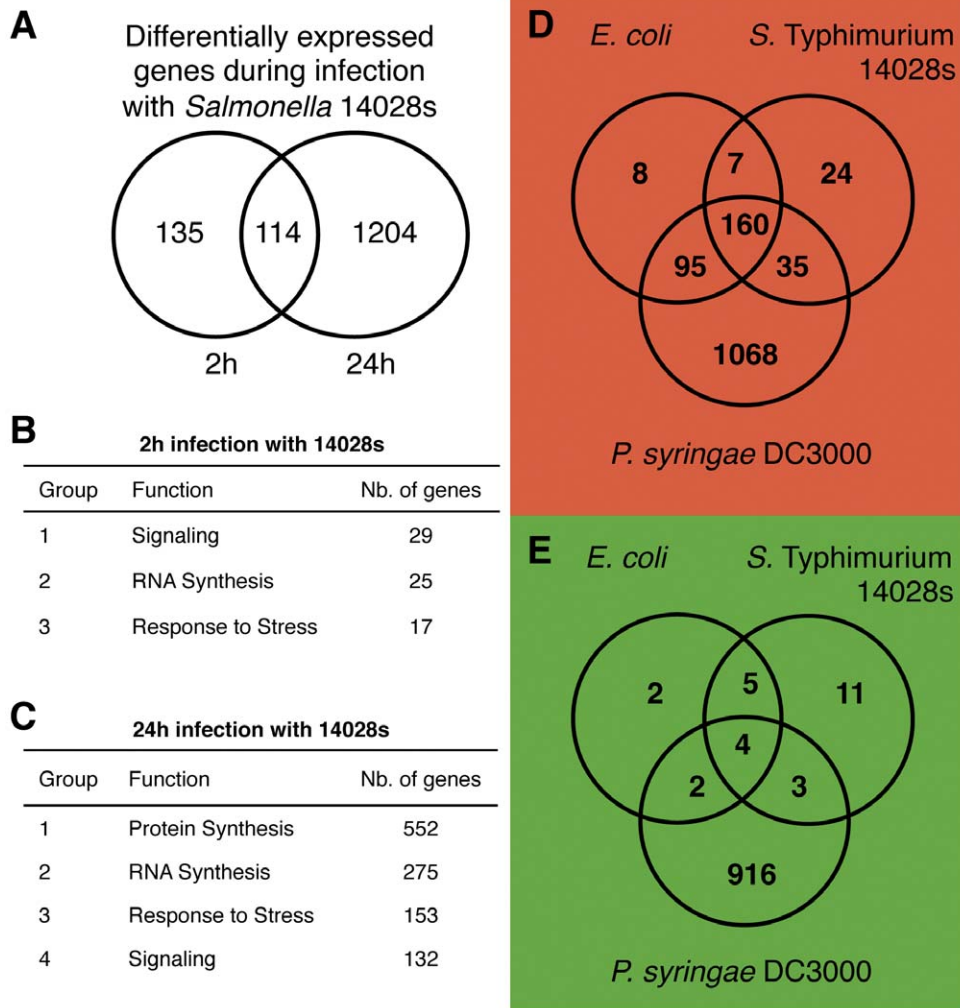 A
Differentially expressed
genes during infection
with Salmonella 14028s
135 114 1204
2h 24h
B
2h infection with 14028s
Group Function Nb. of genes
1 Signaling 29
2 RNA Synthesis 25
3 Response to Stress 17
C
24h infection with 14028s
Group Function Nb. of genes
1 Protein Synthesis 552
2 RNA Synthesis 275
3 Response to Stress 153
4 Signaling 132
D
E. coli S. Typhimurium
14028s
8 7 24
160
95 35
1068
P. syringae DC3000
E
E. coli S. Typhimurium
14028s
2 5 11
4
2 3
916
P. syringae DC3000